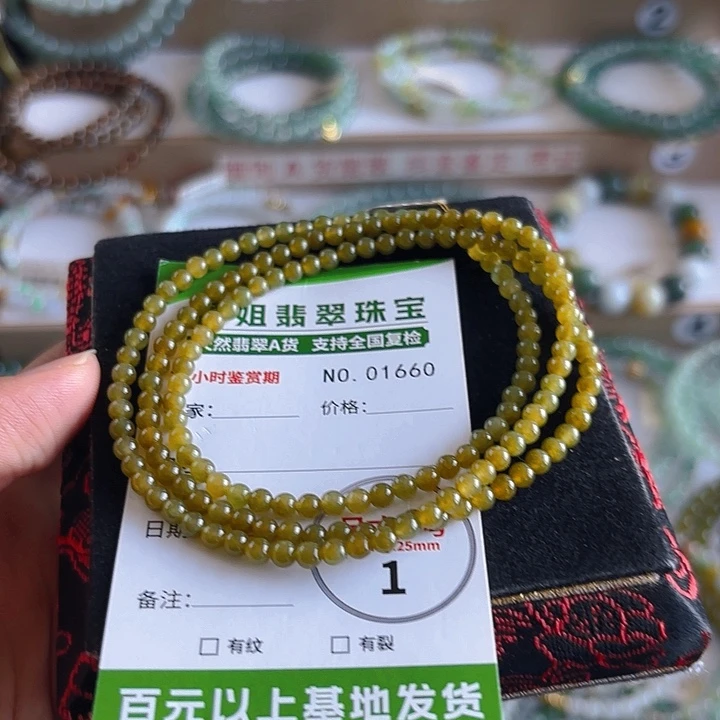 姐翡翠珠宝
然翡翠A货 支持全国复检
小时鉴赏期 NO. 01660
家: 价格:
日期
25mm
1
备注:
有纹 有裂
百元以上基地发货